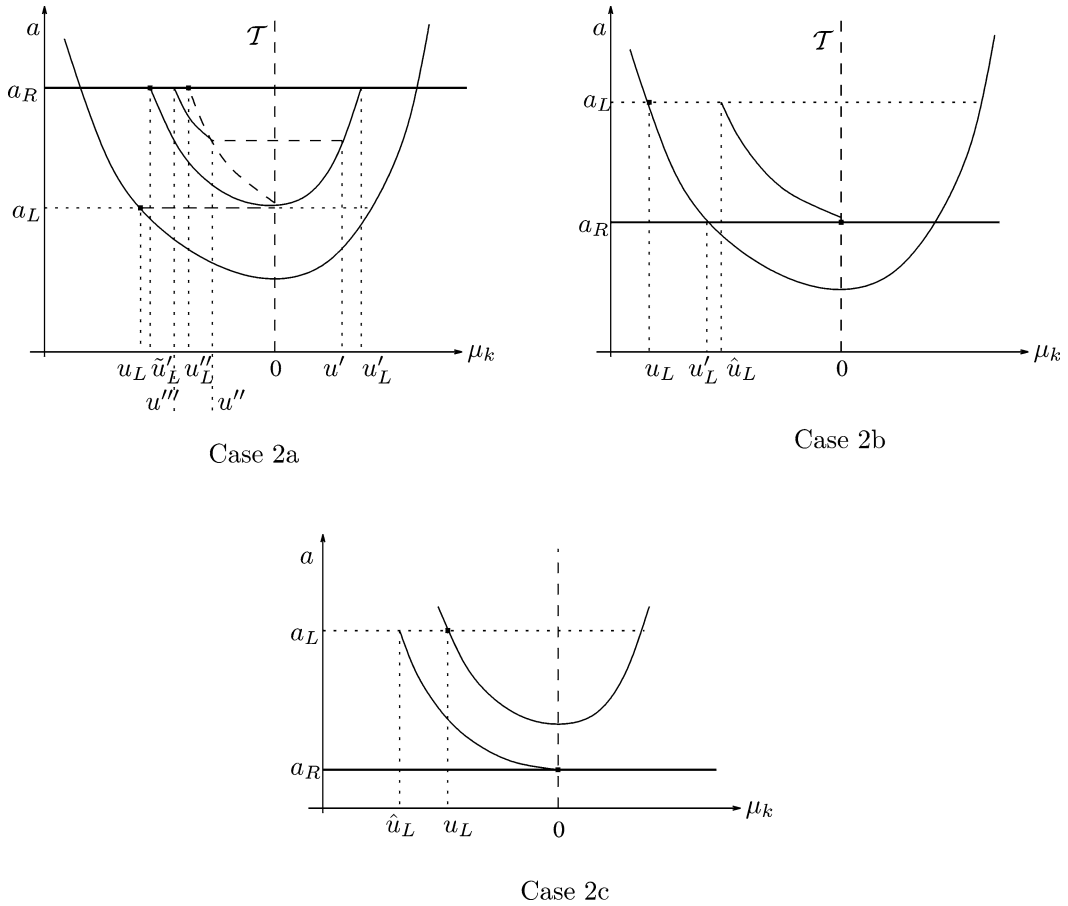 a 𝒯
a_R
a_L
u_L ũ'_L u''_L 0 u' u'_L μ_k
u''' u''
Case 2a
a 𝒯
a_L
a_R
u_L u'_L û_L 0 μ_k
Case 2b
a
a_L
a_R
û_L u_L 0 μ_k
Case 2c